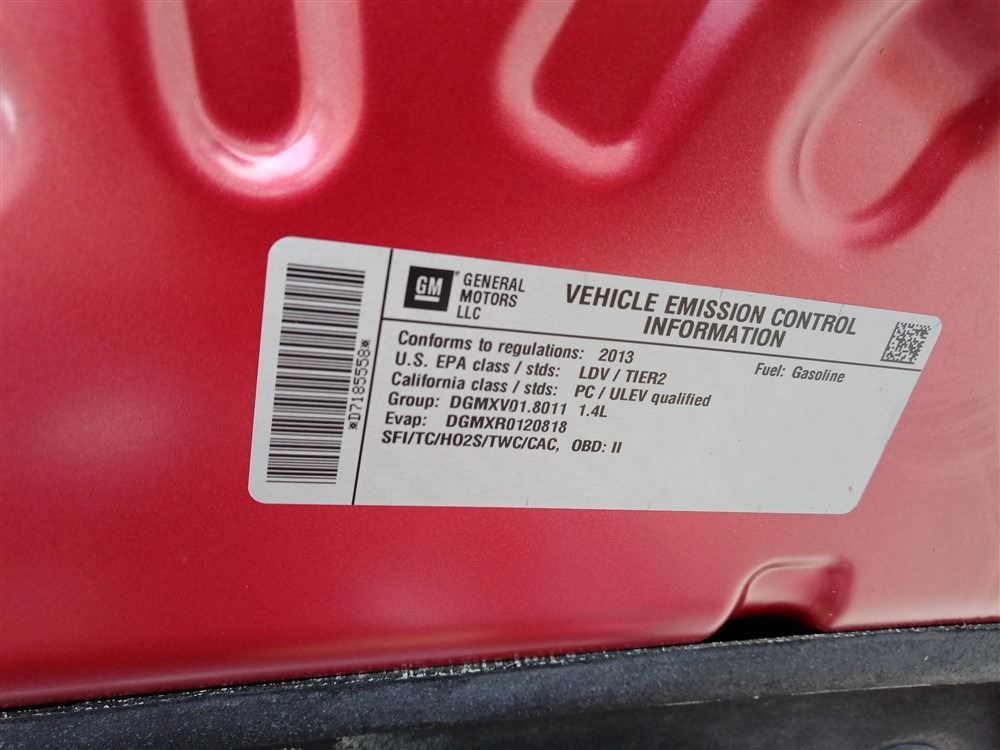 *D7185558*
GM GENERAL
MOTORS
LLC
VEHICLE EMISSION CONTROL
INFORMATION
Conforms to regulations: 2013
Fuel: Gasoline
U.S. EPA class / stds: LDV / TIER2
California class / stds: PC / ULEV qualified
Group: DGMXV01.8011 1.4L
Evap: DGMXR0120818
SFI/TC/HO2S/TWC/CAC, OBD: II